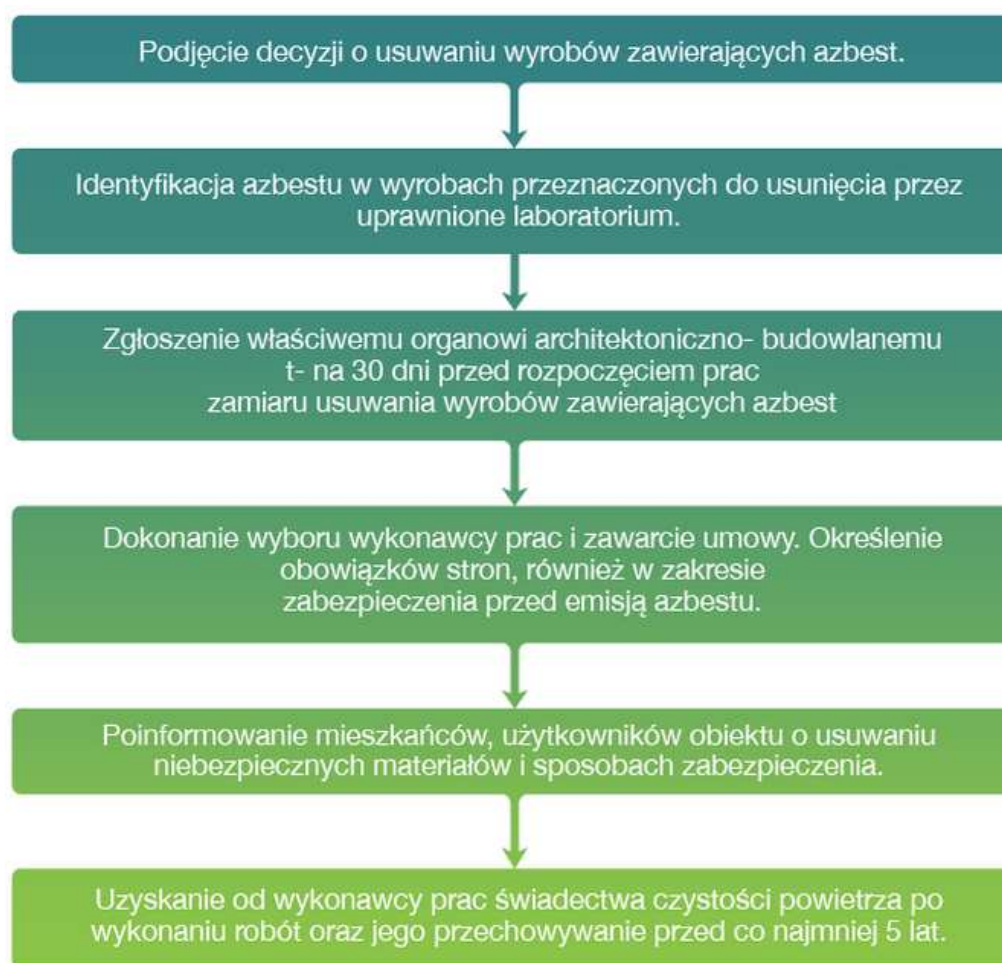 Podjęcie decyzji o usuwaniu wyrobów zawierających azbest.
Identyfikacja azbestu w wyrobach przeznaczonych do usunięcia przez
uprawnione laboratorium.
Zgłoszenie właściwemu organowi architektoniczno- budowlanemu
t- na 30 dni przed rozpoczęciem prac
zamiaru usuwania wyrobów zawierających azbest
Dokonanie wyboru wykonawcy prac i zawarcie umowy. Określenie
obowiązków stron, również w zakresie
zabezpieczenia przed emisją azbestu.
Poinformowanie mieszkańców, użytkowników obiektu o usuwaniu
niebezpiecznych materiałów i sposobach zabezpieczenia.
Uzyskanie od wykonawcy prac świadectwa czystości powietrza po
wykonaniu robót oraz jego przechowywanie przed co najmniej 5 lat.